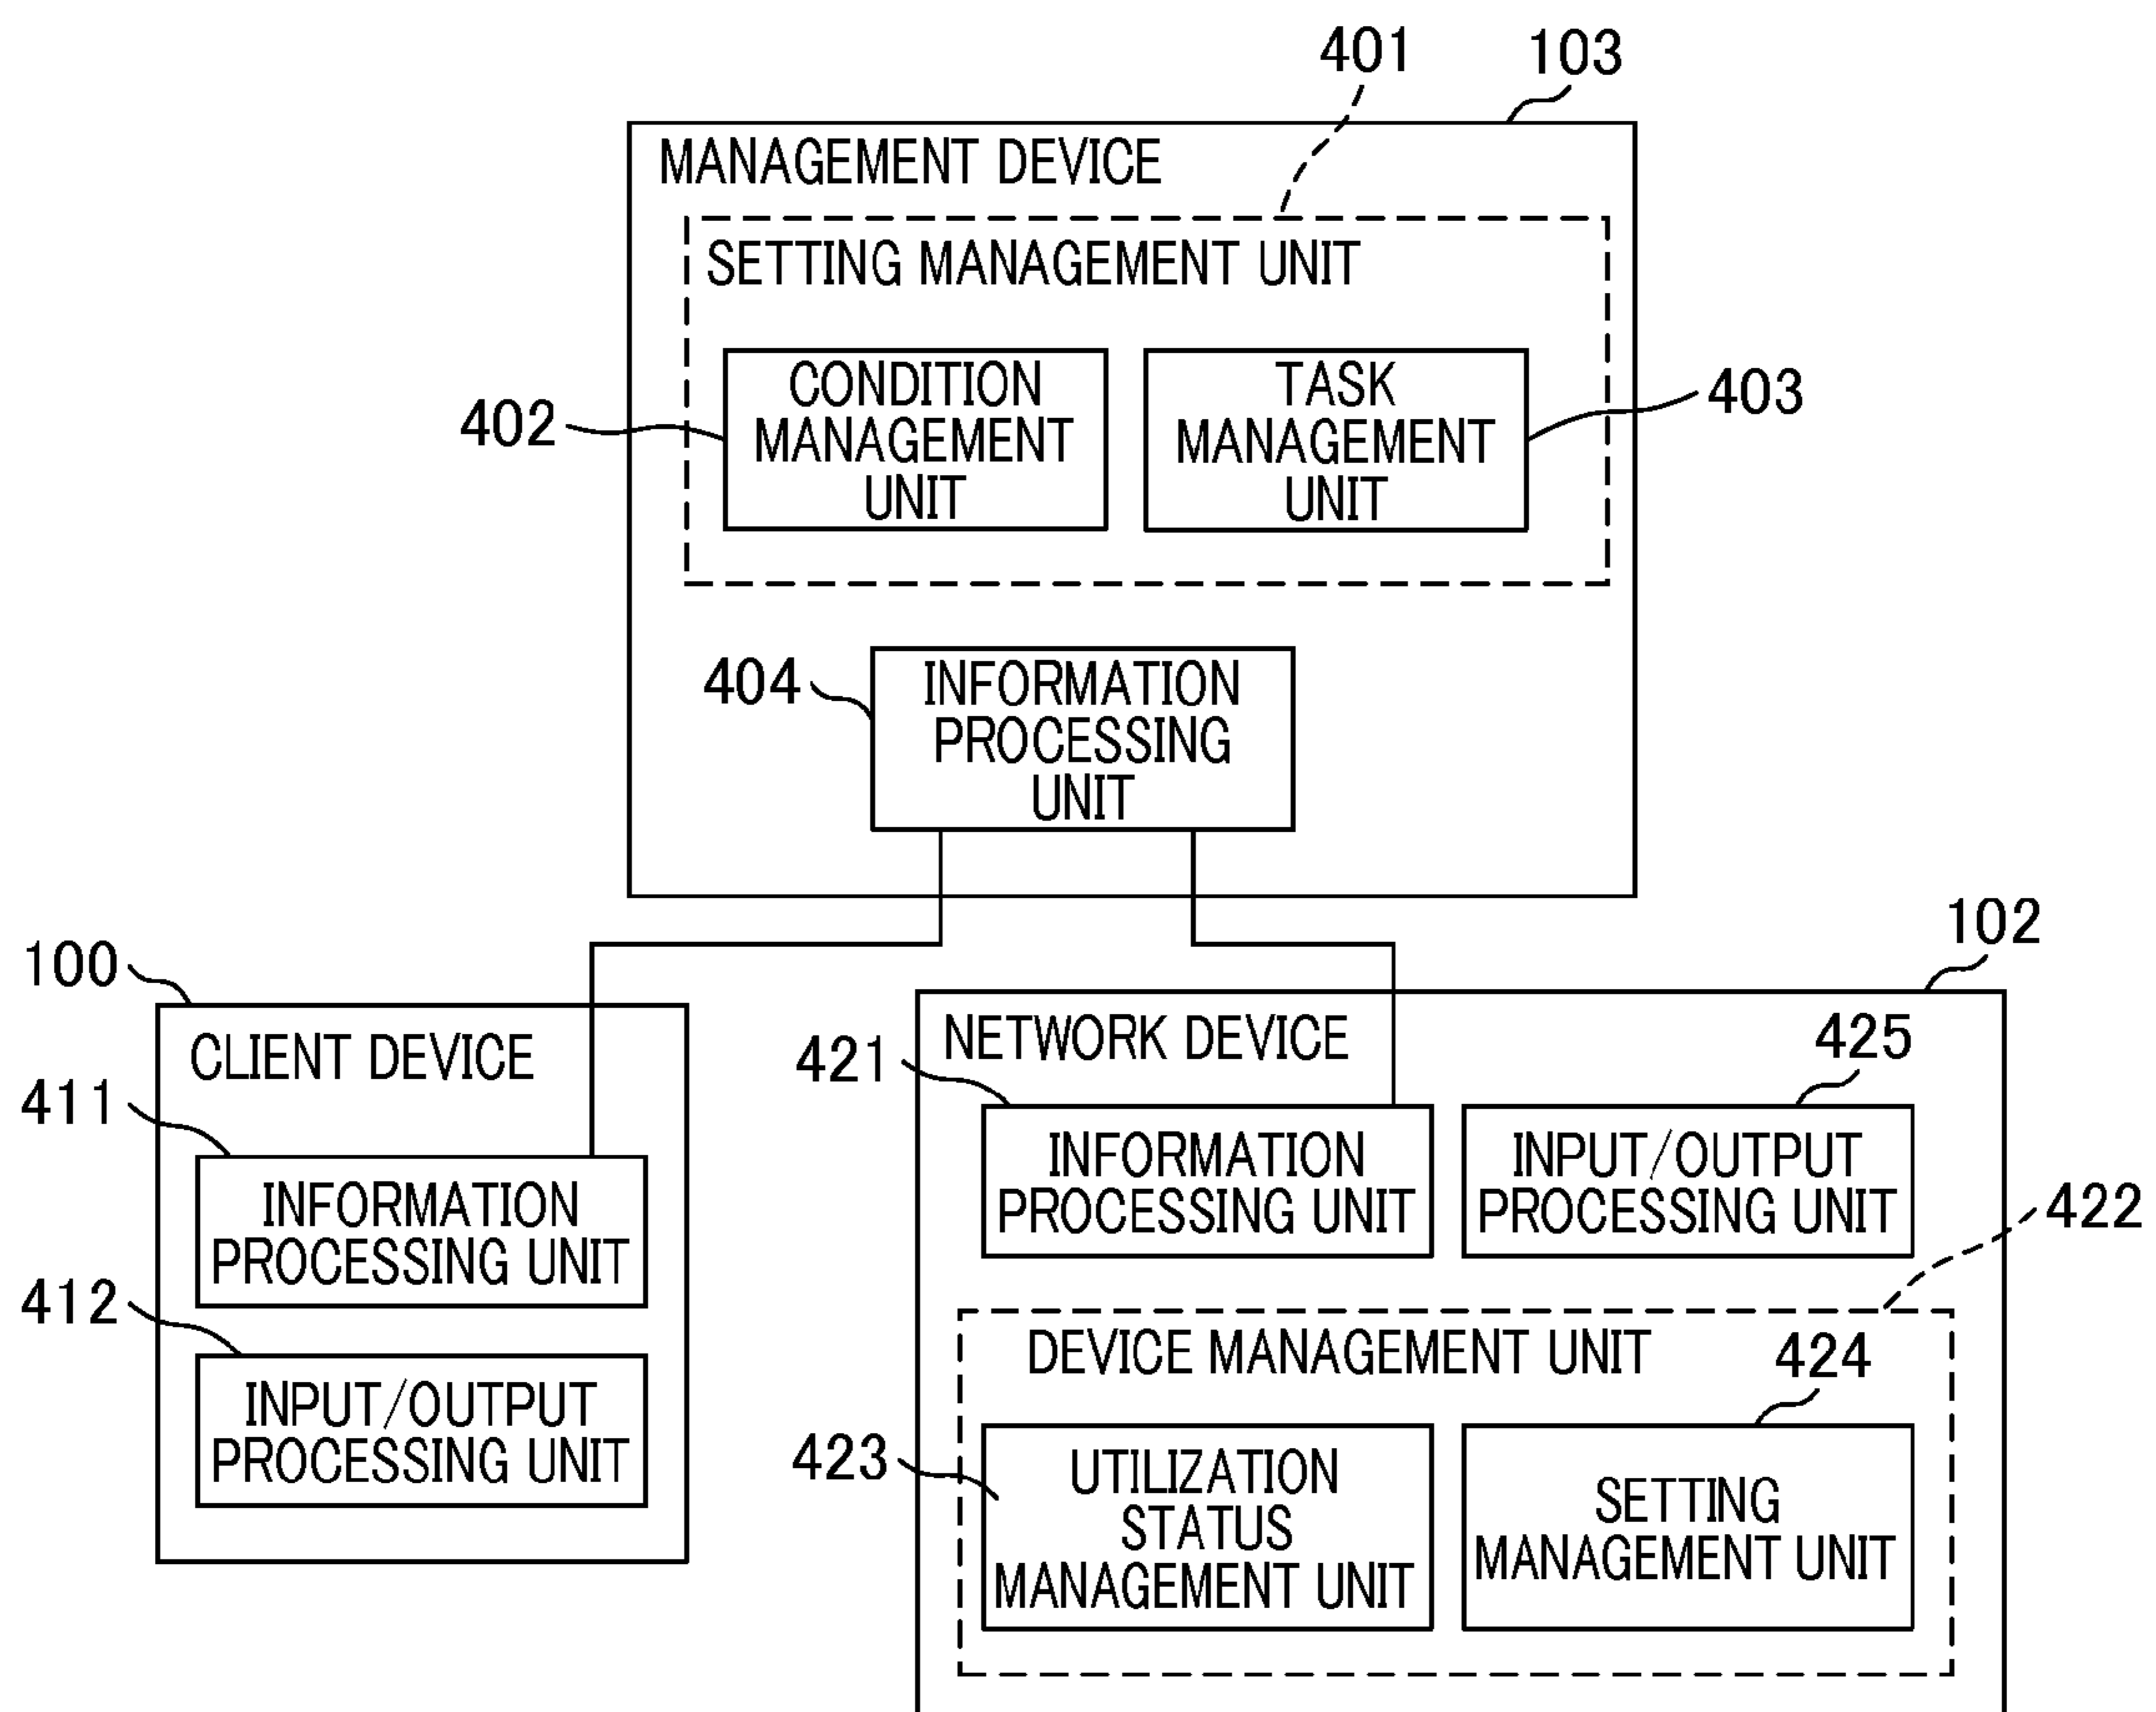 401
103
MANAGEMENT DEVICE
SETTING MANAGEMENT UNIT
402
CONDITION
MANAGEMENT
UNIT
TASK
MANAGEMENT
UNIT
403
404
INFORMATION
PROCESSING
UNIT
100
CLIENT DEVICE
411
INFORMATION
PROCESSING UNIT
412
INPUT/OUTPUT
PROCESSING UNIT
102
NETWORK DEVICE
421
INFORMATION
PROCESSING UNIT
425
INPUT/OUTPUT
PROCESSING UNIT
422
DEVICE MANAGEMENT UNIT
423
UTILIZATION
STATUS
MANAGEMENT UNIT
424
SETTING
MANAGEMENT UNIT